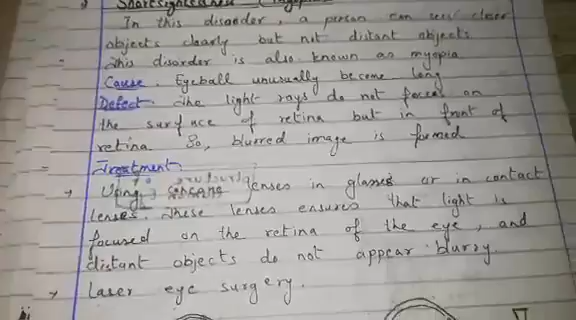 Shortsightedness (Myopia)
In this disorder, a person can see closer
objects clearly but not distant objects.
This disorder is also known as myopia
Cause. Eyeball unusually become long
Defect. The light rays do not focus on
the surface of retina but in front of
retina So, blurred image is formed
Treatment.
→ Using concave lenses in glasses or in contact
lenses. These lenses ensures that light is
focused on the retina of the eye, and
distant objects do not appear blurry
→ Laser eye surgery.